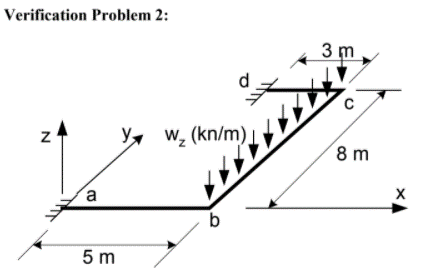 Verification Problem 2:
3 m
d
c
z
y
w_z (kn/m)
8 m
a
x
b
5 m